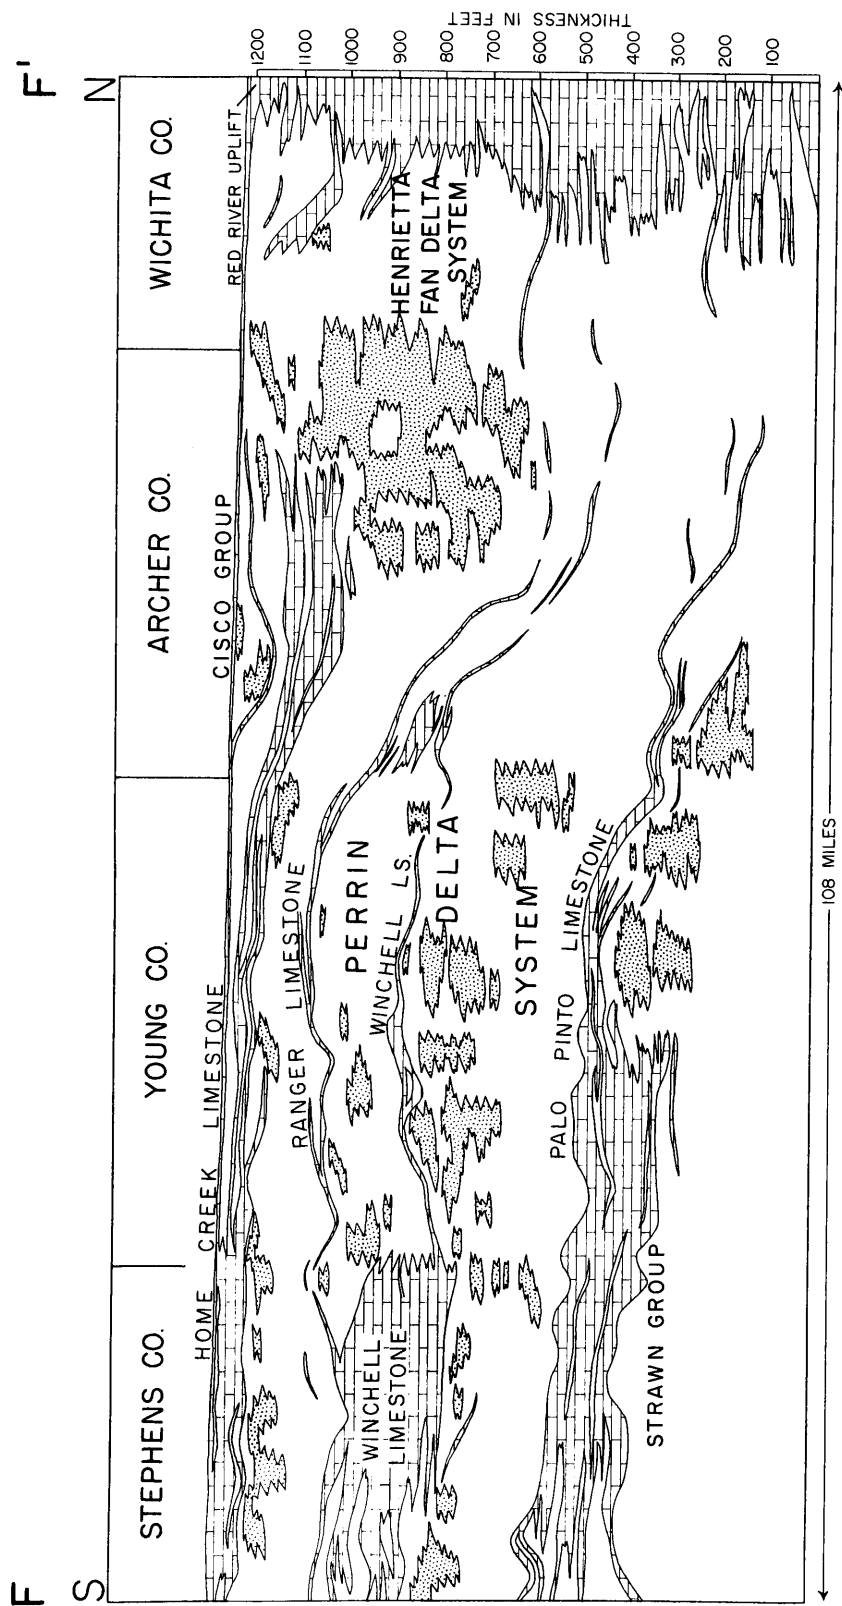 F
F'
S
N
STEPHENS CO.
YOUNG CO.
ARCHER CO.
WICHITA CO.
HOME CREEK LIMESTONE
CISCO GROUP
RED RIVER UPLIFT
RANGER LIMESTONE
WINCHELL
LIMESTONE
WINCHELL LS.
PERRIN
DELTA
SYSTEM
HENRIETTA
FAN DELTA
SYSTEM
PALO PINTO LIMESTONE
STRAWN GROUP
1200
1100
1000
900
800
700
600
500
400
300
200
100
THICKNESS IN FEET
108 MILES